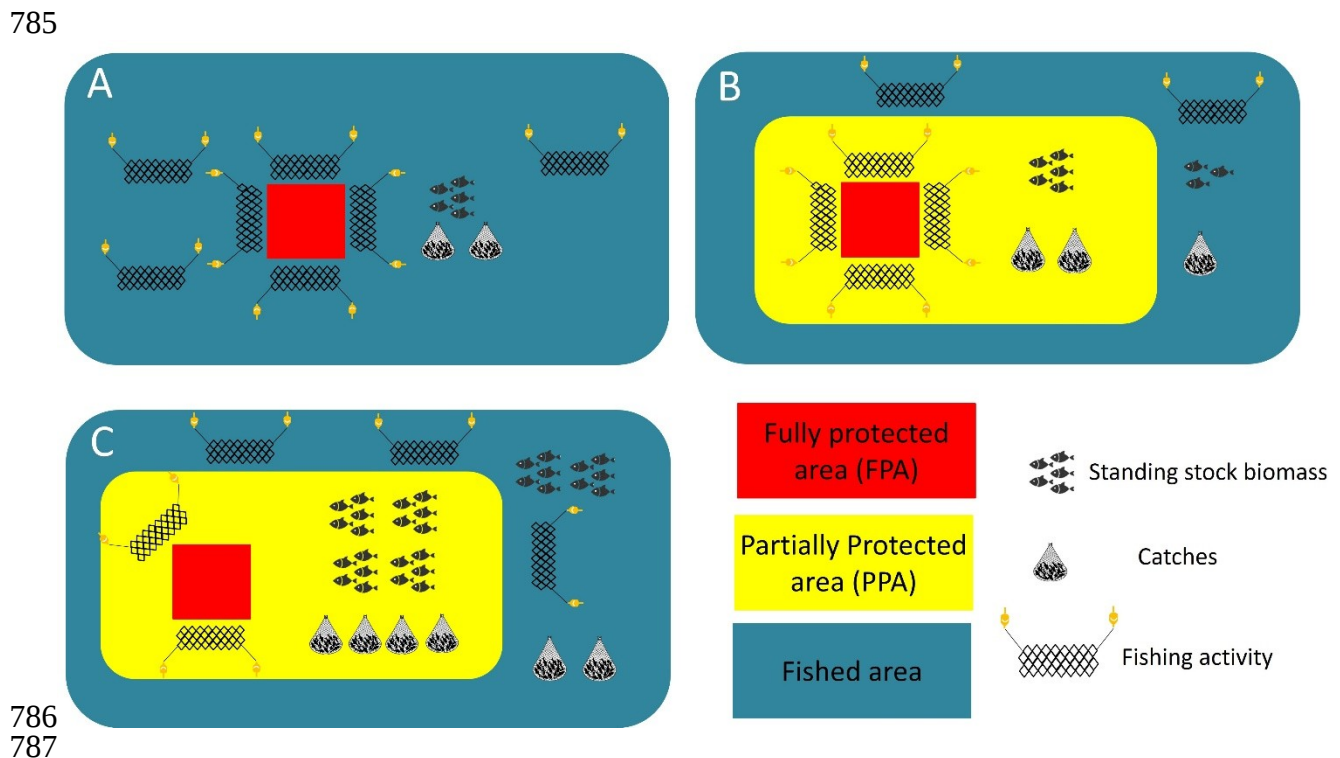 785
A
B
C
Fully protected
area (FPA)
Standing stock biomass
Partially Protected
area (PPA)
Catches
Fished area
Fishing activity
786
787